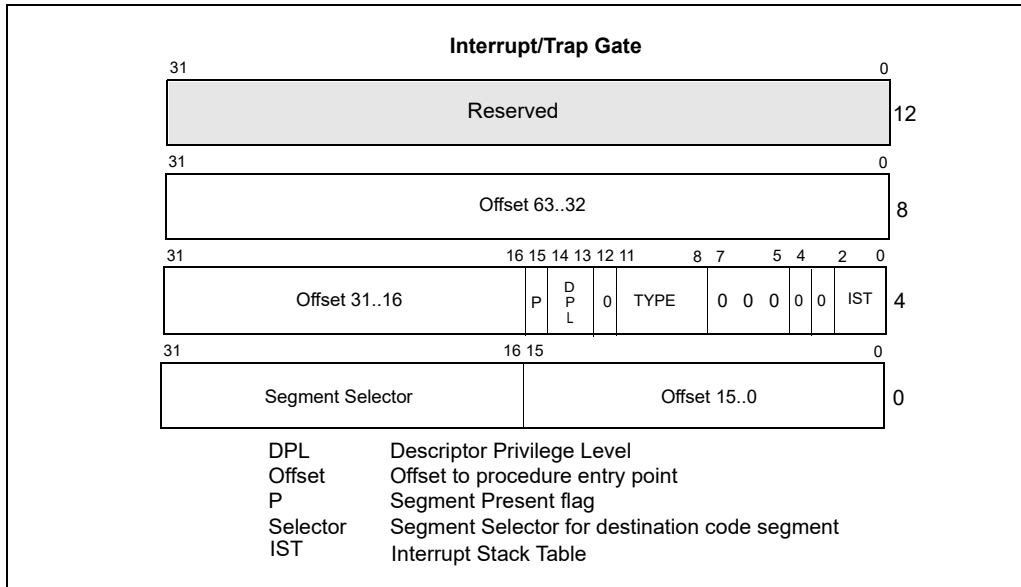 Interrupt/Trap Gate
31 0
Reserved 12
31 0
Offset 63..32 8
31 16 15 14 13 12 11 8 7 5 4 2 0
Offset 31..16 P DPL 0 TYPE 0 0 0 0 0 IST 4
31 16 15 0
Segment Selector Offset 15..0 0
DPL Descriptor Privilege Level
Offset Offset to procedure entry point
P Segment Present flag
Selector Segment Selector for destination code segment
IST Interrupt Stack Table